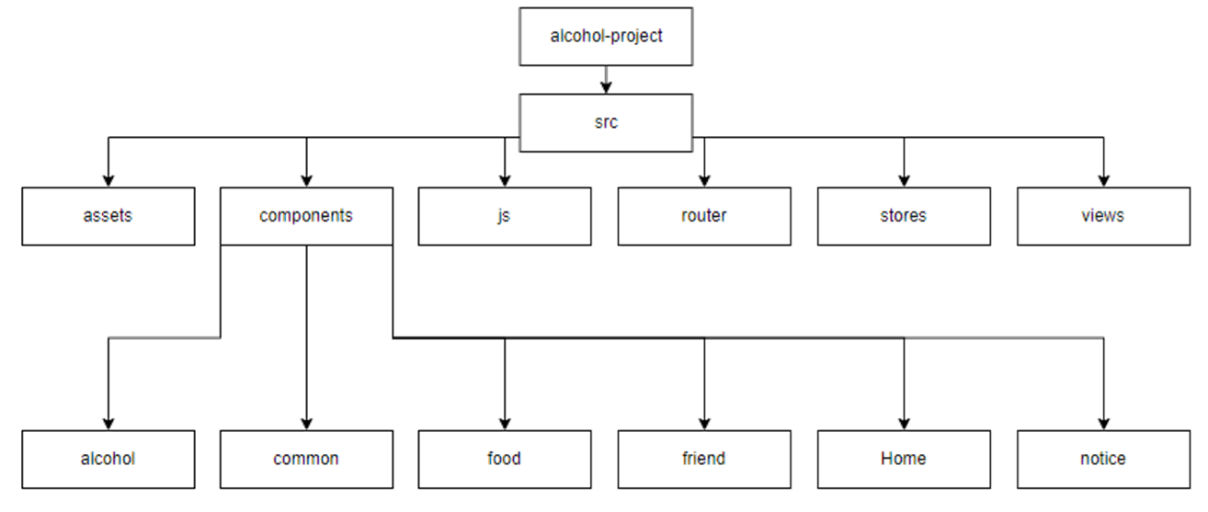 alcohol-project
src
assets
components
js
router
stores
views
alcohol
common
food
friend
Home
notice